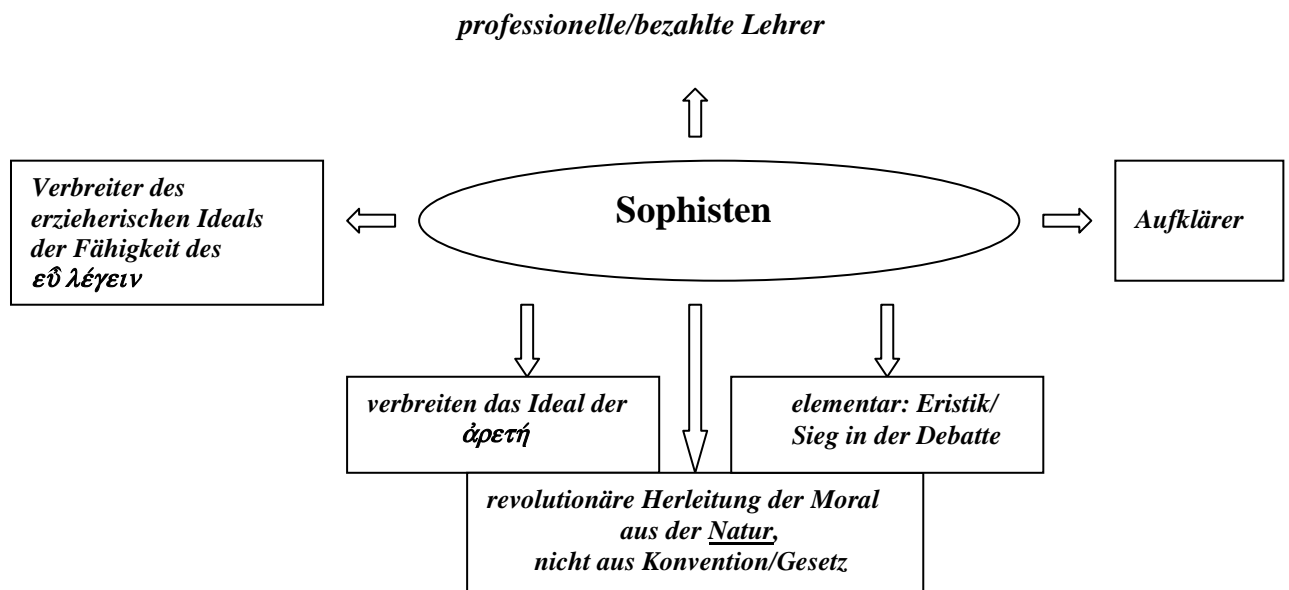 professionelle/bezahlte Lehrer
Verbreiter des
erzieherischen Ideals
der Fähigkeit des
εὖ λέγειν
Sophisten
Aufklärer
verbreiten das Ideal der
ἀρετή
elementar: Eristik/
Sieg in der Debatte
revolutionäre Herleitung der Moral
aus der Natur,
nicht aus Konvention/Gesetz